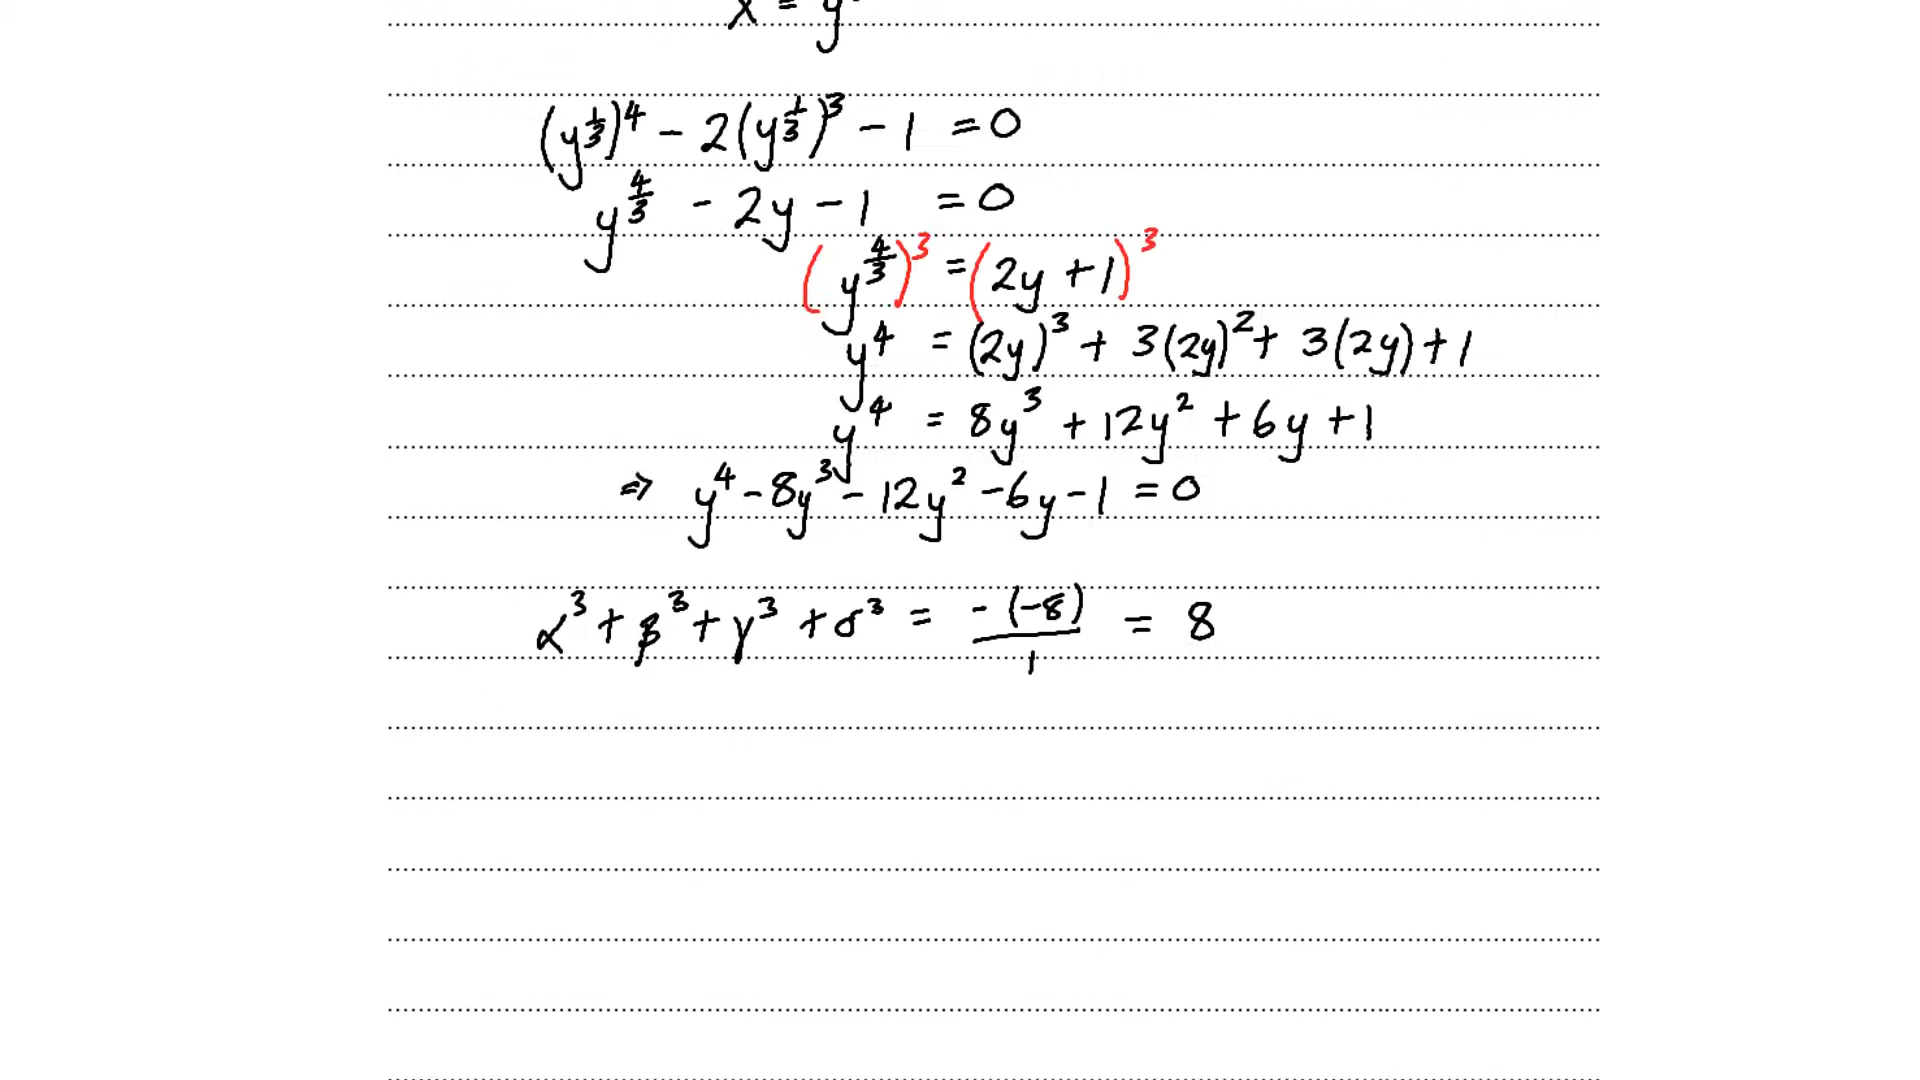 x = y
(y^{1/3})^4 - 2(y^{1/3})^3 - 1 = 0
y^{4/3} - 2y - 1 = 0
(y^{4/3})^3 = (2y + 1)^3
y^4 = (2y)^3 + 3(2y)^2 + 3(2y) + 1
y^4 = 8y^3 + 12y^2 + 6y + 1
⇒ y^4 - 8y^3 - 12y^2 - 6y - 1 = 0
α^3 + β^3 + γ^3 + σ^3 = -(-8)/1 = 8